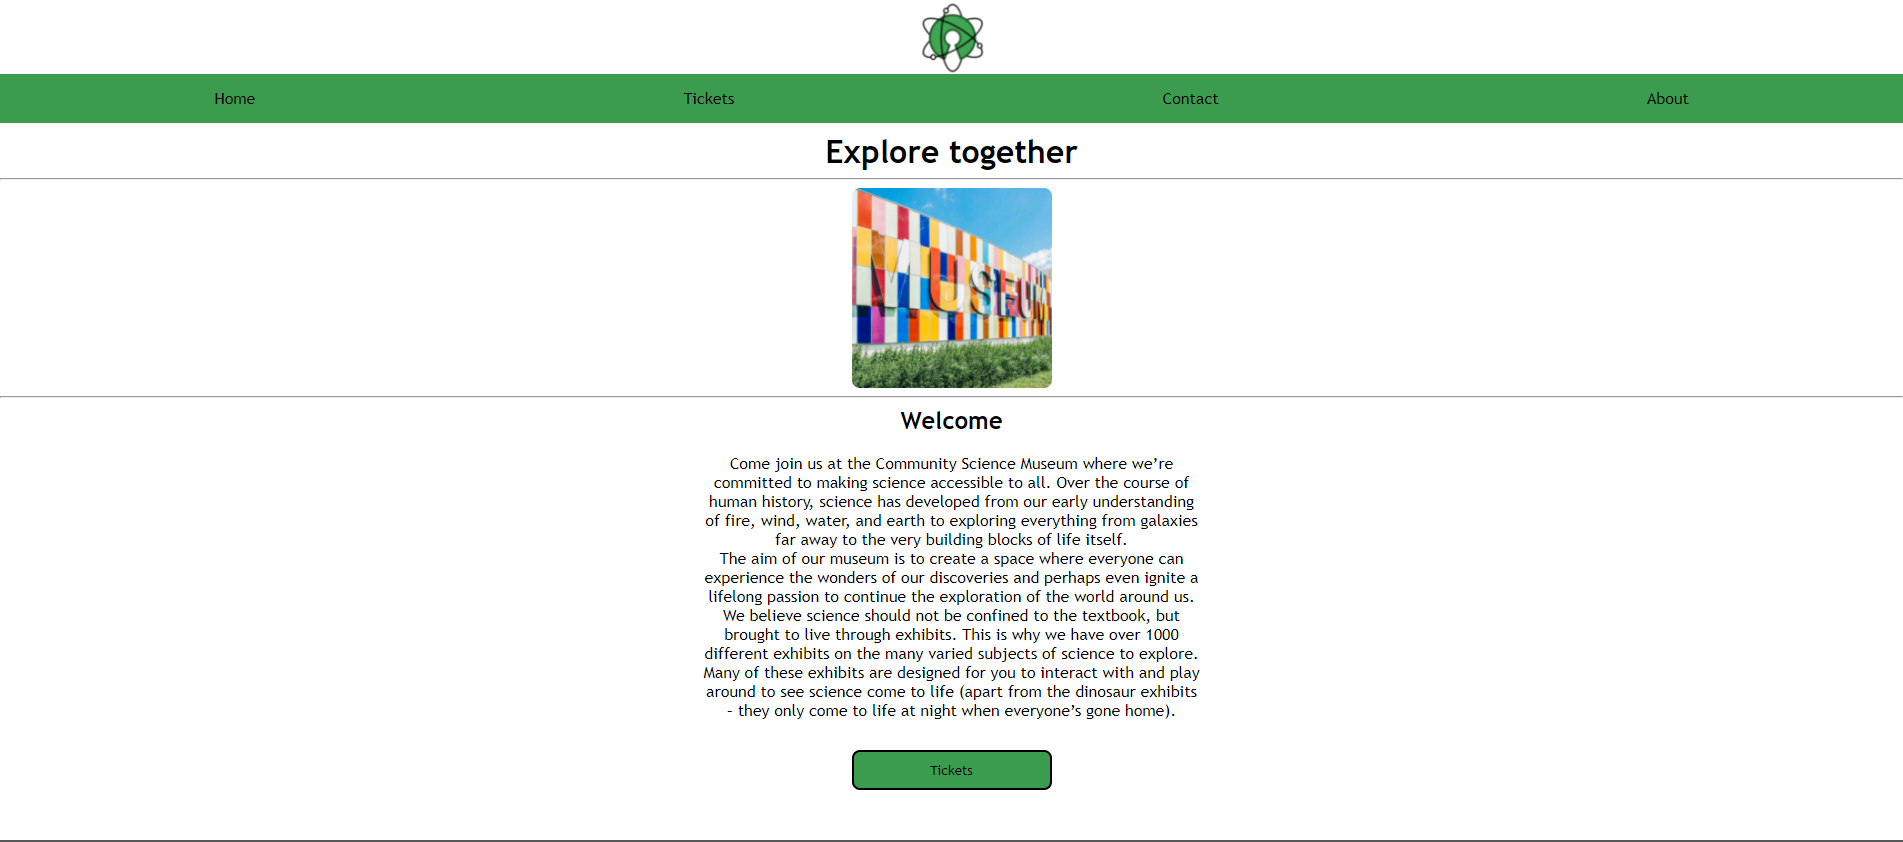 Home Tickets Contact About
Explore together
MUSEUM
Welcome
Come join us at the Community Science Museum where we’re
committed to making science accessible to all. Over the course of
human history, science has developed from our early understanding
of fire, wind, water, and earth to exploring everything from galaxies
far away to the very building blocks of life itself.
The aim of our museum is to create a space where everyone can
experience the wonders of our discoveries and perhaps even ignite a
lifelong passion to continue the exploration of the world around us.
We believe science should not be confined to the textbook, but
brought to live through exhibits. This is why we have over 1000
different exhibits on the many varied subjects of science to explore.
Many of these exhibits are designed for you to interact with and play
around to see science come to life (apart from the dinosaur exhibits
– they only come to life at night when everyone’s gone home).
Tickets